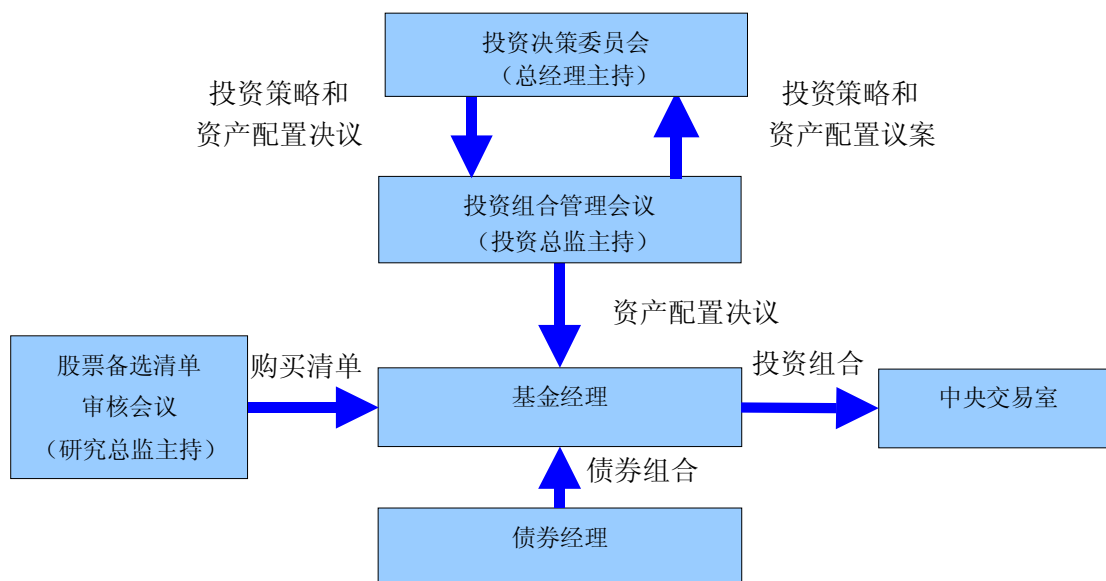 投资决策委员会
（总经理主持）
投资策略和
资产配置决议
投资策略和
资产配置议案
投资组合管理会议
（投资总监主持）
资产配置决议
股票备选清单
审核会议
（研究总监主持）
购买清单
基金经理
投资组合
中央交易室
债券组合
债券经理